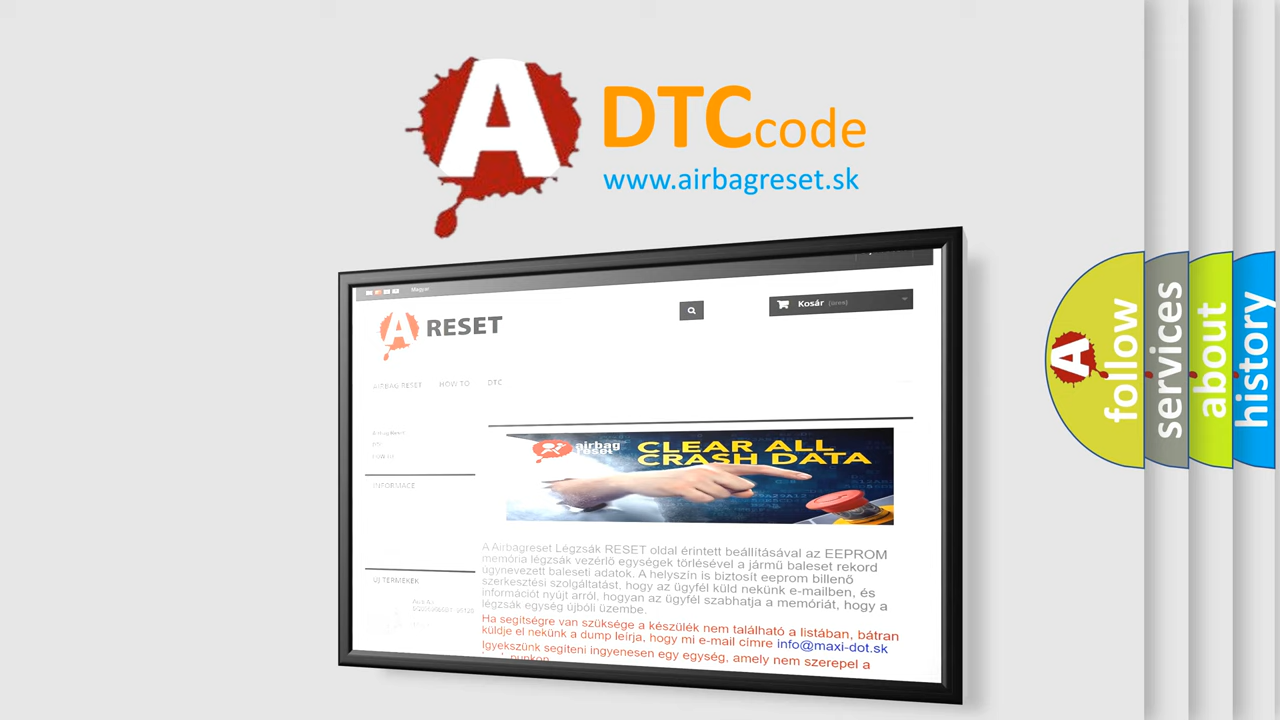 A DTCcode
www.airbagreset.sk
Magyar
A RESET
Kosár (üres)
AIRBAG RESET HOW TO DTC
INFORMACE
airbag
reset
CLEAR ALL
CRASH DATA
A Airbagreset Légzsák RESET oldal érintett beállításával az EEPROM
memória légzsák vezérlő egységek törlésével a jármű baleset rekord
úgynevezett baleseti adatok. A helyszín is biztosít eeprom billenő
szerkesztési szolgáltatást, hogy az ügyfél küld nekünk e-mailben, és
információt nyújt arról, hogyan az ügyfél szabhatja a memóriát, hogy a
légzsák egység újbóli üzembe.
Ha segítségre van szüksége a készülék nem található a listában, bátran
küldje el nekünk a dump leírja, hogy mi e-mail címre info@maxi-dot.sk
Igyekszünk segíteni ingyenesen egy egység, amely nem szerepel a
ÚJ TERMÉKEK
A follow
services
about
history